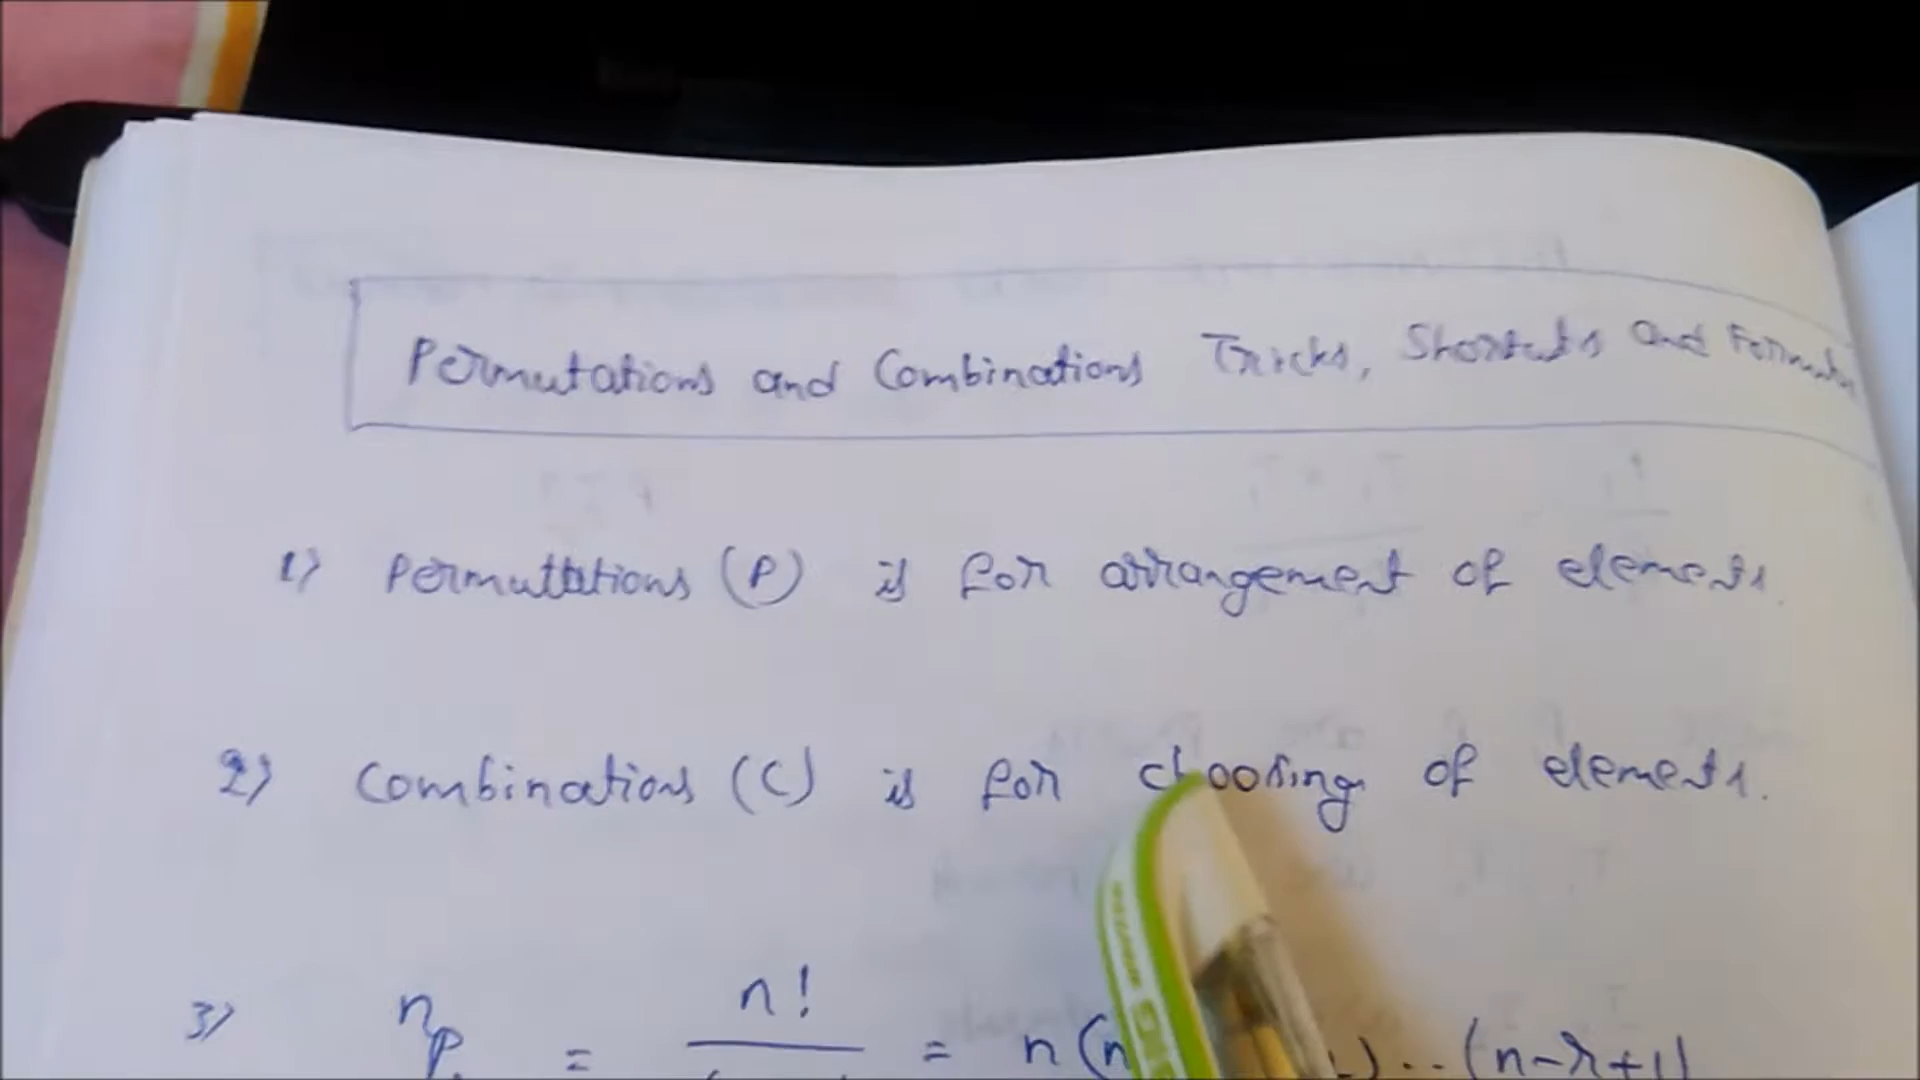 Permutations and Combinations Tricks, Shortcuts and
1) Permuttations (P) is for arrangement of elements.
2) Combinations (C) is for choosing of elements.
3) nP = n! = n(n ... (n-r+1)